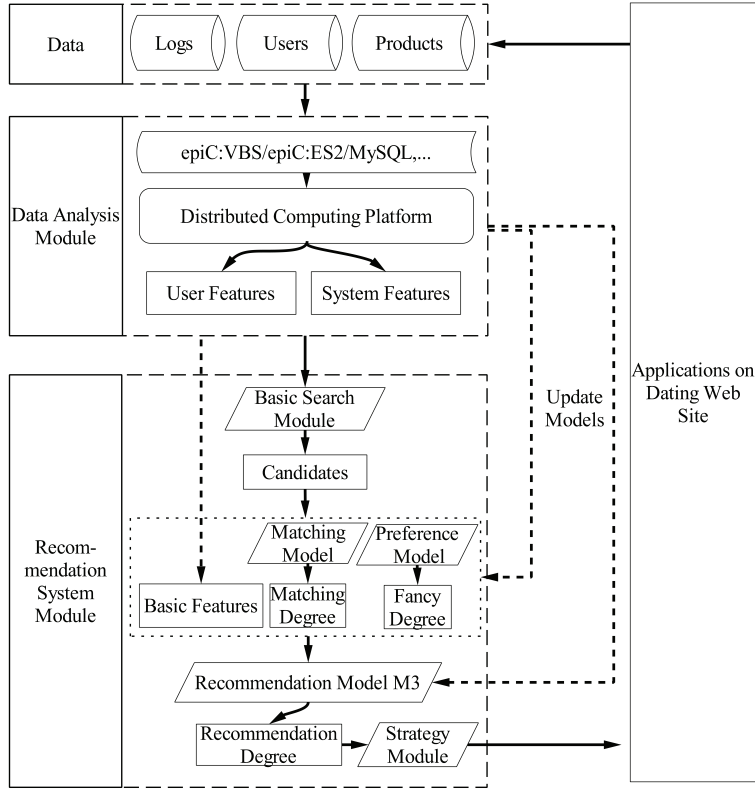 Data
Logs
Users
Products
epiC:VBS/epiC:ES2/MySQL,...
Data Analysis
Module
Distributed Computing Platform
User Features
System Features
Applications on
Dating Web
Site
Update
Models
Basic Search
Module
Candidates
Recom-
mendation
System
Module
Matching
Model
Preference
Model
Basic Features
Matching
Degree
Fancy
Degree
Recommendation Model M3
Recommendation
Degree
Strategy
Module